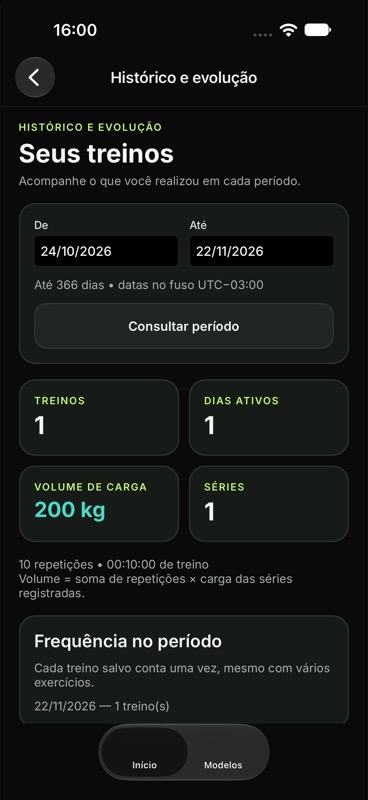 16:00
Histórico e evolução
HISTÓRICO E EVOLUÇÃO
Seus treinos
Acompanhe o que você realizou em cada período.
De
Até
24/10/2026
22/11/2026
Até 366 dias • datas no fuso UTC−03:00
Consultar período
TREINOS
1
DIAS ATIVOS
1
VOLUME DE CARGA
200 kg
SÉRIES
1
10 repetições • 00:10:00 de treino
Volume = soma de repetições × carga das séries
registradas.
Frequência no período
Cada treino salvo conta uma vez, mesmo com vários
exercícios.
22/11/2026 — 1 treino(s)
Início
Modelos